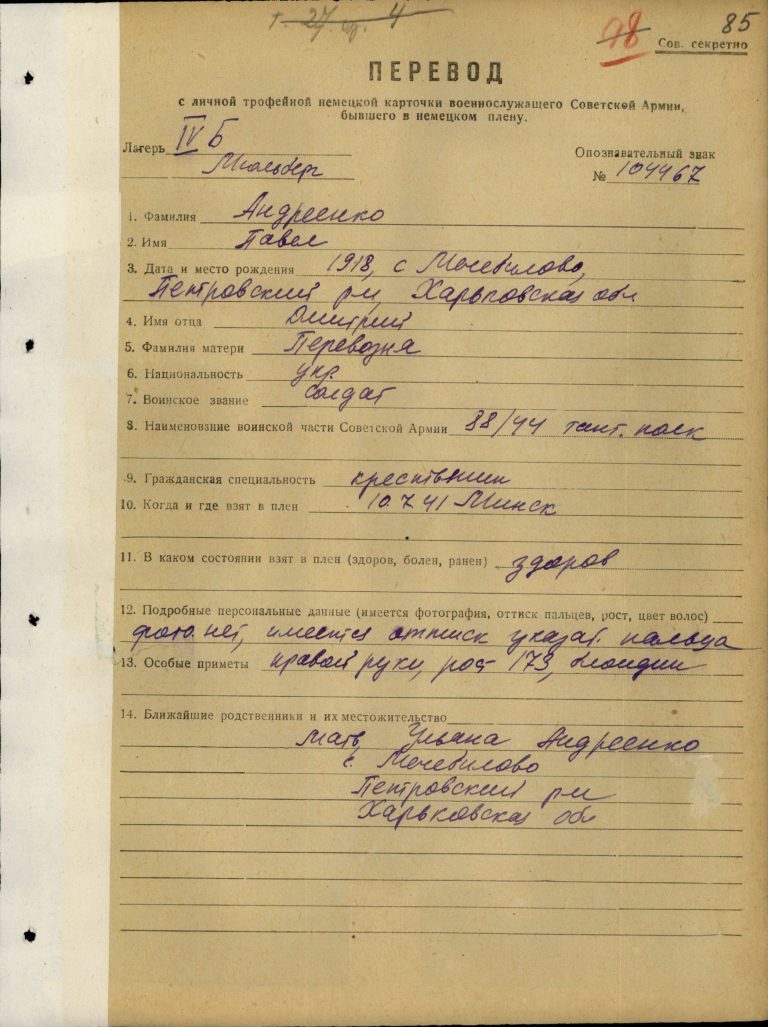 85
98
Сов. секретно
ПЕРЕВОД
с личной трофейной немецкой карточки военнослужащего Советской Армии,
бывшего в немецком плену.
Лагерь IV Б
Мюльберг
Опознавательный знак
№ 104467
1. Фамилия Андреенко
2. Имя Павел
3. Дата и место рождения 1918, с Мечебилово,
Петровский р-н, Харьковская обл
4. Имя отца Дмитрий
5. Фамилия матери Перевозня
6. Национальность укр.
7. Воинское звание солдат
8. Наименование воинской части Советской Армии 88/44 танк. полк
9. Гражданская специальность крестьянин
10. Когда и где взят в плен 10.7.41 Минск
11. В каком состоянии взят в плен (здоров, болен, ранен) здоров
12. Подробные персональные данные (имеется фотография, оттиск пальцев, рост, цвет волос)
фото нет, имеется оттиск указат. пальца
13. Особые приметы правой руки, рост 173, блондин
14. Ближайшие родственники и их местожительство
Мать, Ульяна Андреенко
с. Мечебилово
Петровский р-н
Харьковская обл